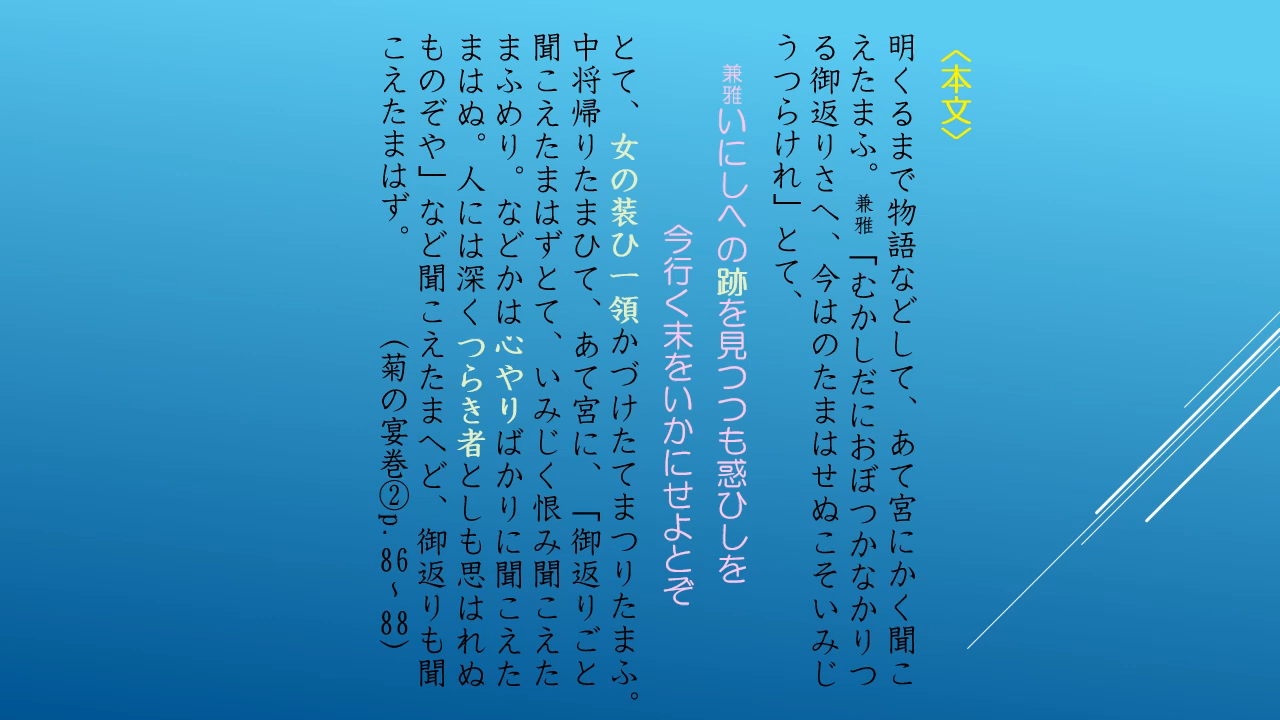 〈本文〉
明くるまで物語などして、あて宮にかく聞こ
えたまふ。兼雅「むかしだにおぼつかなかりつ
る御返りさへ、今はのたまはせぬこそいみじ
うつらけれ」とて、
兼雅いにしへの跡を見つつも惑ひしを
今行く末をいかにせよとぞ
とて、女の装ひ一領かづけたてまつりたまふ。
中将帰りたまひて、あて宮に、「御返りごと
聞こえたまはずとて、いみじく恨み聞こえた
まふめり。などかは心やりばかりに聞こえた
まはぬ。人には深くつらき者としも思はれぬ
ものぞや」など聞こえたまへど、御返りも聞
こえたまはず。（菊の宴巻②p.86~88）